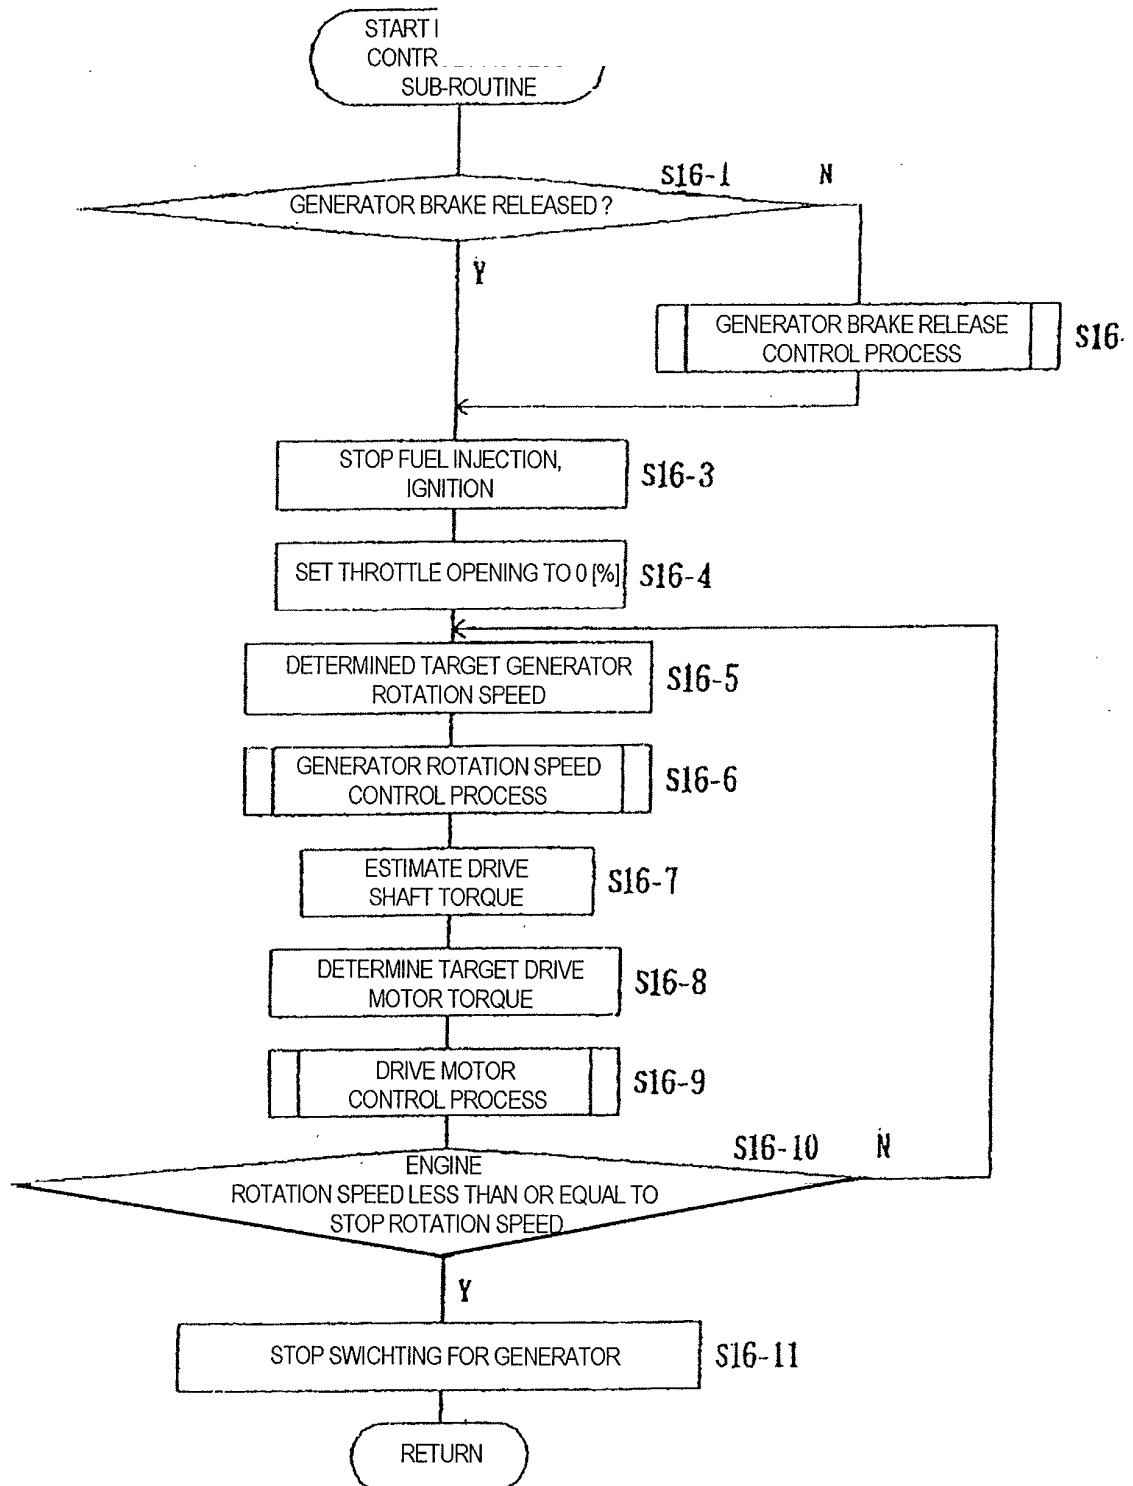 START
SUB-ROUTINE
S16-1
N
GENERATOR BRAKE RELEASED ?
Y
GENERATOR BRAKE RELEASE
CONTROL PROCESS
S16-
STOP FUEL INJECTION,
IGNITION
S16-3
SET THROTTLE OPENING TO 0 [%]
S16-4
DETERMINED TARGET GENERATOR
ROTATION SPEED
S16-5
GENERATOR ROTATION SPEED
CONTROL PROCESS
S16-6
ESTIMATE DRIVE
SHAFT TORQUE
S16-7
DETERMINE TARGET DRIVE
MOTOR TORQUE
S16-8
DRIVE MOTOR
CONTROL PROCESS
S16-9
S16-10
N
ENGINE
ROTATION SPEED LESS THAN OR EQUAL TO
STOP ROTATION SPEED
Y
STOP SWICHTING FOR GENERATOR
S16-11
RETURN